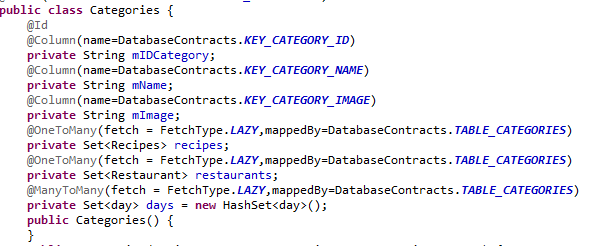 public class Categories {
@Id
@Column(name=DatabaseContracts.KEY_CATEGORY_ID)
private String mIDCategory;
@Column(name=DatabaseContracts.KEY_CATEGORY_NAME)
private String mName;
@Column(name=DatabaseContracts.KEY_CATEGORY_IMAGE)
private String mImage;
@OneToMany(fetch = FetchType.LAZY,mappedBy=DatabaseContracts.TABLE_CATEGORIES)
private Set<Recipes> recipes;
@OneToMany(fetch = FetchType.LAZY,mappedBy=DatabaseContracts.TABLE_CATEGORIES)
private Set<Restaurant> restaurants;
@ManyToMany(fetch = FetchType.LAZY,mappedBy=DatabaseContracts.TABLE_CATEGORIES)
private Set<day> days = new HashSet<day>();
public Categories() {
}